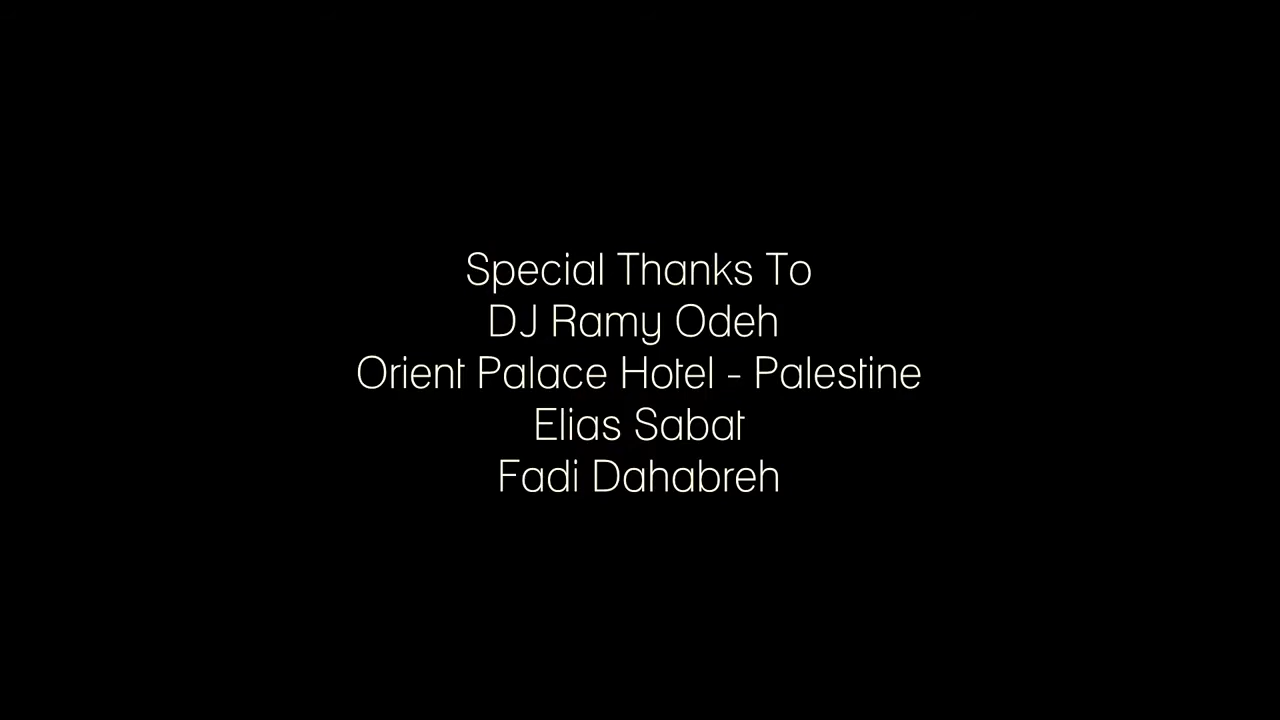 Special Thanks To
DJ Ramy Odeh
Orient Palace Hotel - Palestine
Elias Sabat
Fadi Dahabreh